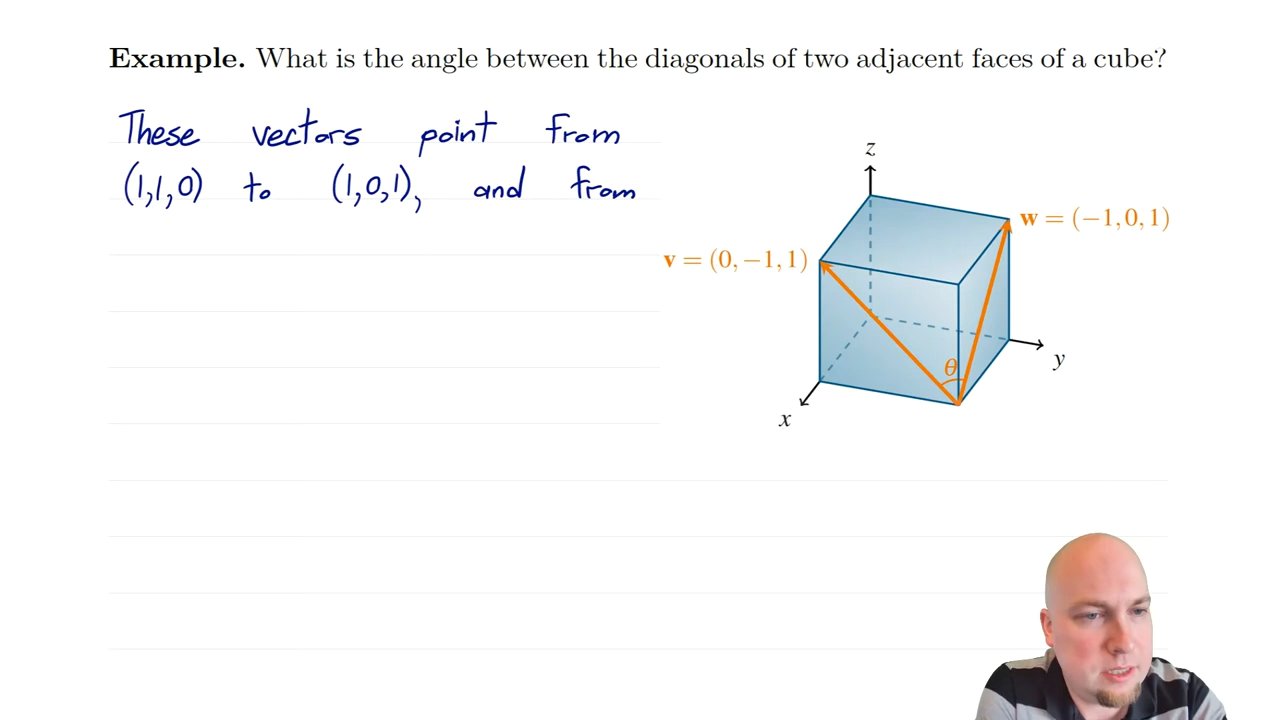 Example. What is the angle between the diagonals of two adjacent faces of a cube?
These vectors point from
(1,1,0) to (1,0,1), and from
z
w = (−1,0,1)
v = (0,−1,1)
θ
y
x